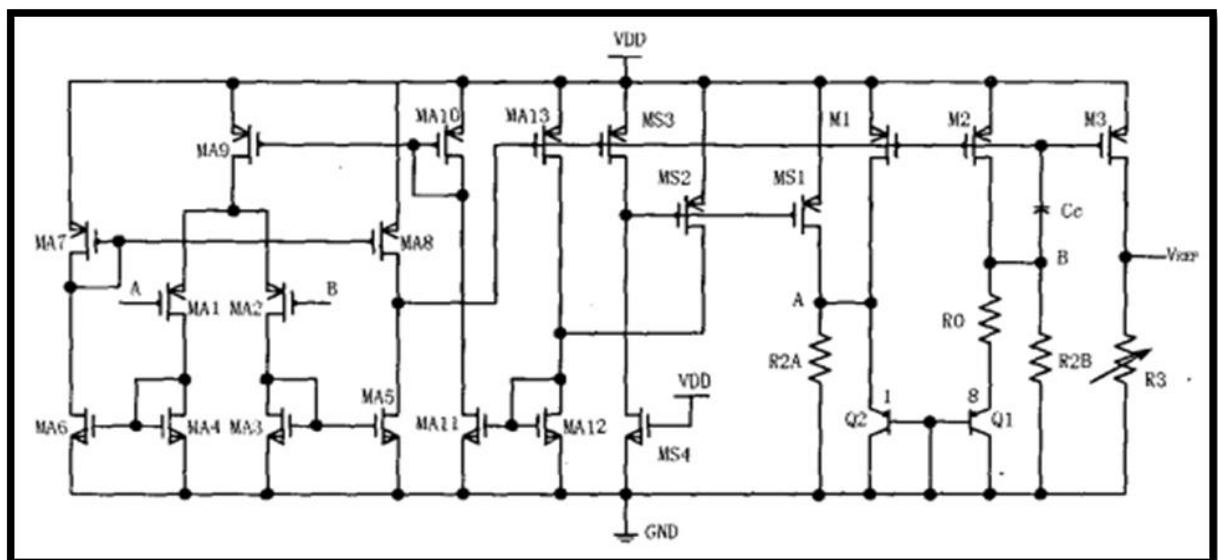 VDD
MA10
MA13
MS3
M1
M2
M3
MA9
MS2
MS1
Cc
MA7
MA8
B
VREF
A
B
MA1
MA2
A
R0
R2A
R2B
R3
MA5
VDD
1
8
MA6
MA4
MA3
MA11
MA12
Q2
Q1
MS4
GND